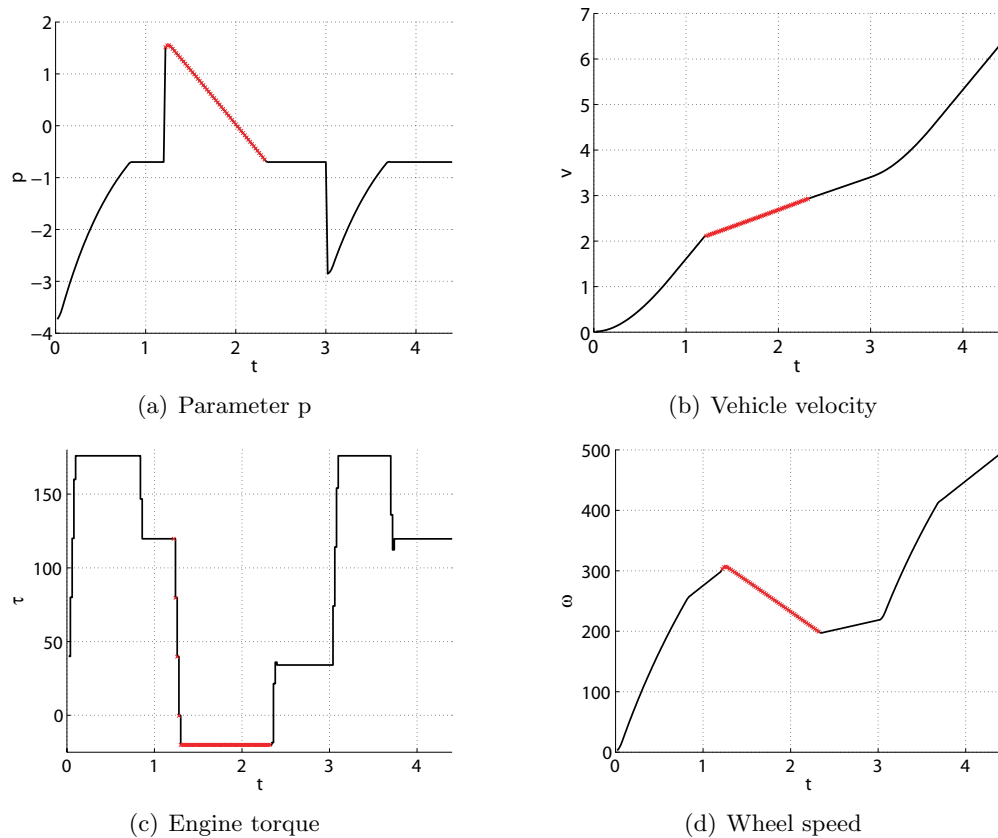 2
1
0
−1
−2
−3
−4
p
0 1 2 3 4
t
(a) Parameter p
7
6
5
4
3
2
1
0
v
0 1 2 3 4
t
(b) Vehicle velocity
150
100
50
0
τ
0 1 2 3 4
t
(c) Engine torque
500
400
300
200
100
0
ω
0 1 2 3 4
t
(d) Wheel speed